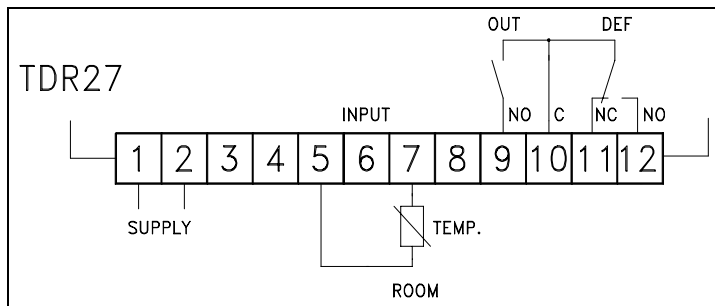 OUT DEF
TDR27
INPUT NO C NC NO
1 2 3 4 5 6 7 8 9 10 11 12
SUPPLY TEMP.
ROOM